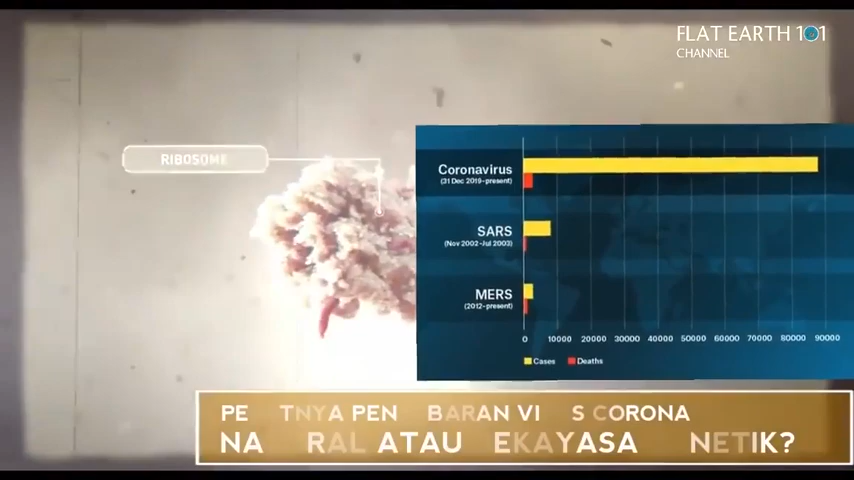 FLAT EARTH 101
CHANNEL
RIBOSOME
Coronavirus
(31 Dec 2019-present)
SARS
(Nov 2002-Jul 2003)
MERS
(2012-present)
0 10000 20000 30000 40000 50000 60000 70000 80000 90000
Cases Deaths
PE TNYA PEN BARAN VI S CORONA
NA RAL ATAU EKAYASA NETIK?